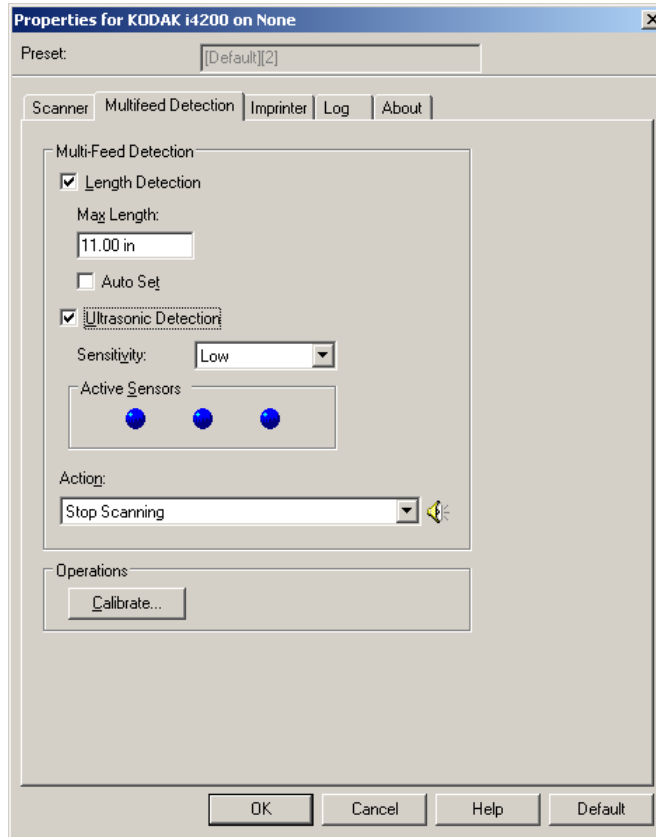 Properties for KODAK i4200 on None
Preset: [Default][2]
Scanner Multifeed Detection Imprinter Log About
Multi-Feed Detection
Length Detection
Max Length:
11.00 in
Auto Set
Ultrasonic Detection
Sensitivity: Low
Active Sensors
Action:
Stop Scanning
Operations
Calibrate...
OK Cancel Help Default